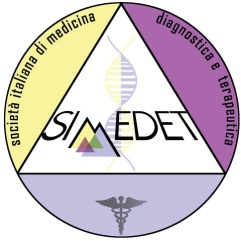 società italiana di medicina
diagnostica e terapeutica
SIMEDET